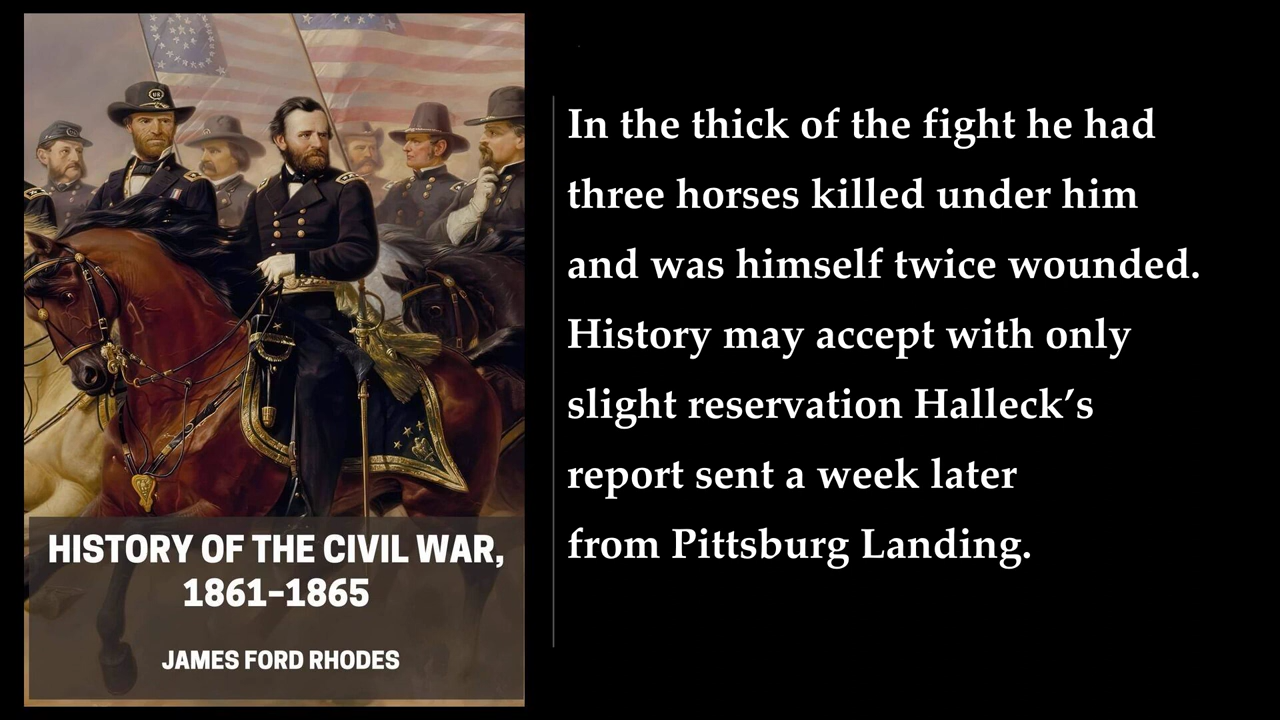 In the thick of the fight he had
three horses killed under him
and was himself twice wounded.
History may accept with only
slight reservation Halleck’s
report sent a week later
from Pittsburg Landing.
HISTORY OF THE CIVIL WAR,
1861–1865
JAMES FORD RHODES